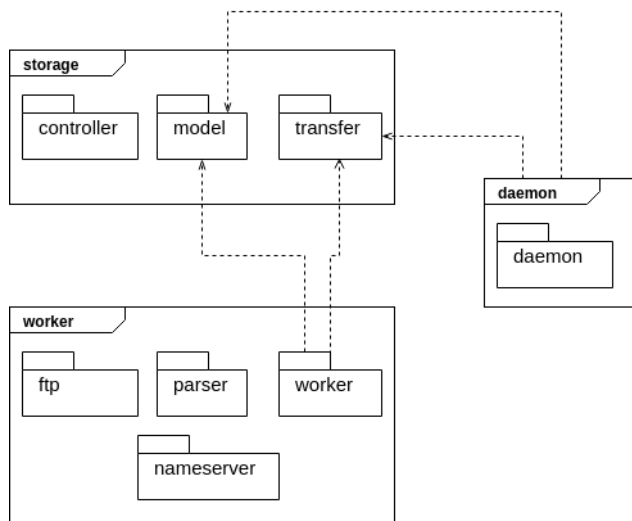 storage
controller
model
transfer
daemon
daemon
worker
ftp
parser
worker
nameserver